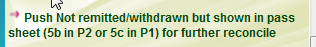 Push Not remitted/withdrawn but shown in pass
sheet (5b in P2 or 5c in P1) for further reconcile